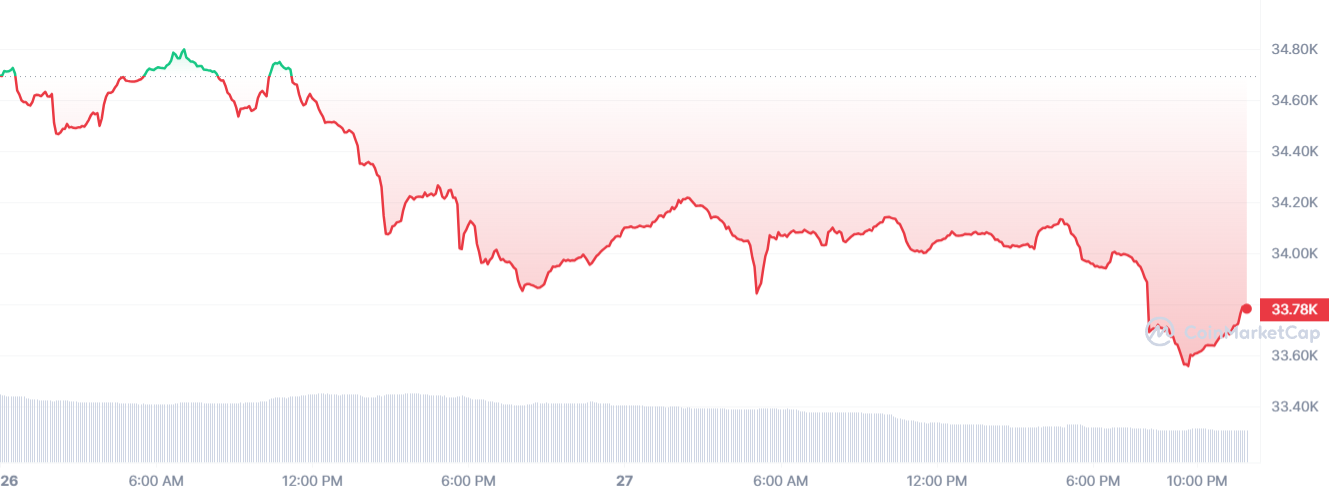 34.80K
34.60K
34.40K
34.20K
34.00K
33.78K
CoinMarketCap
33.60K
33.40K
26 6:00 AM 12:00 PM 6:00 PM 27 6:00 AM 12:00 PM 6:00 PM 10:00 PM